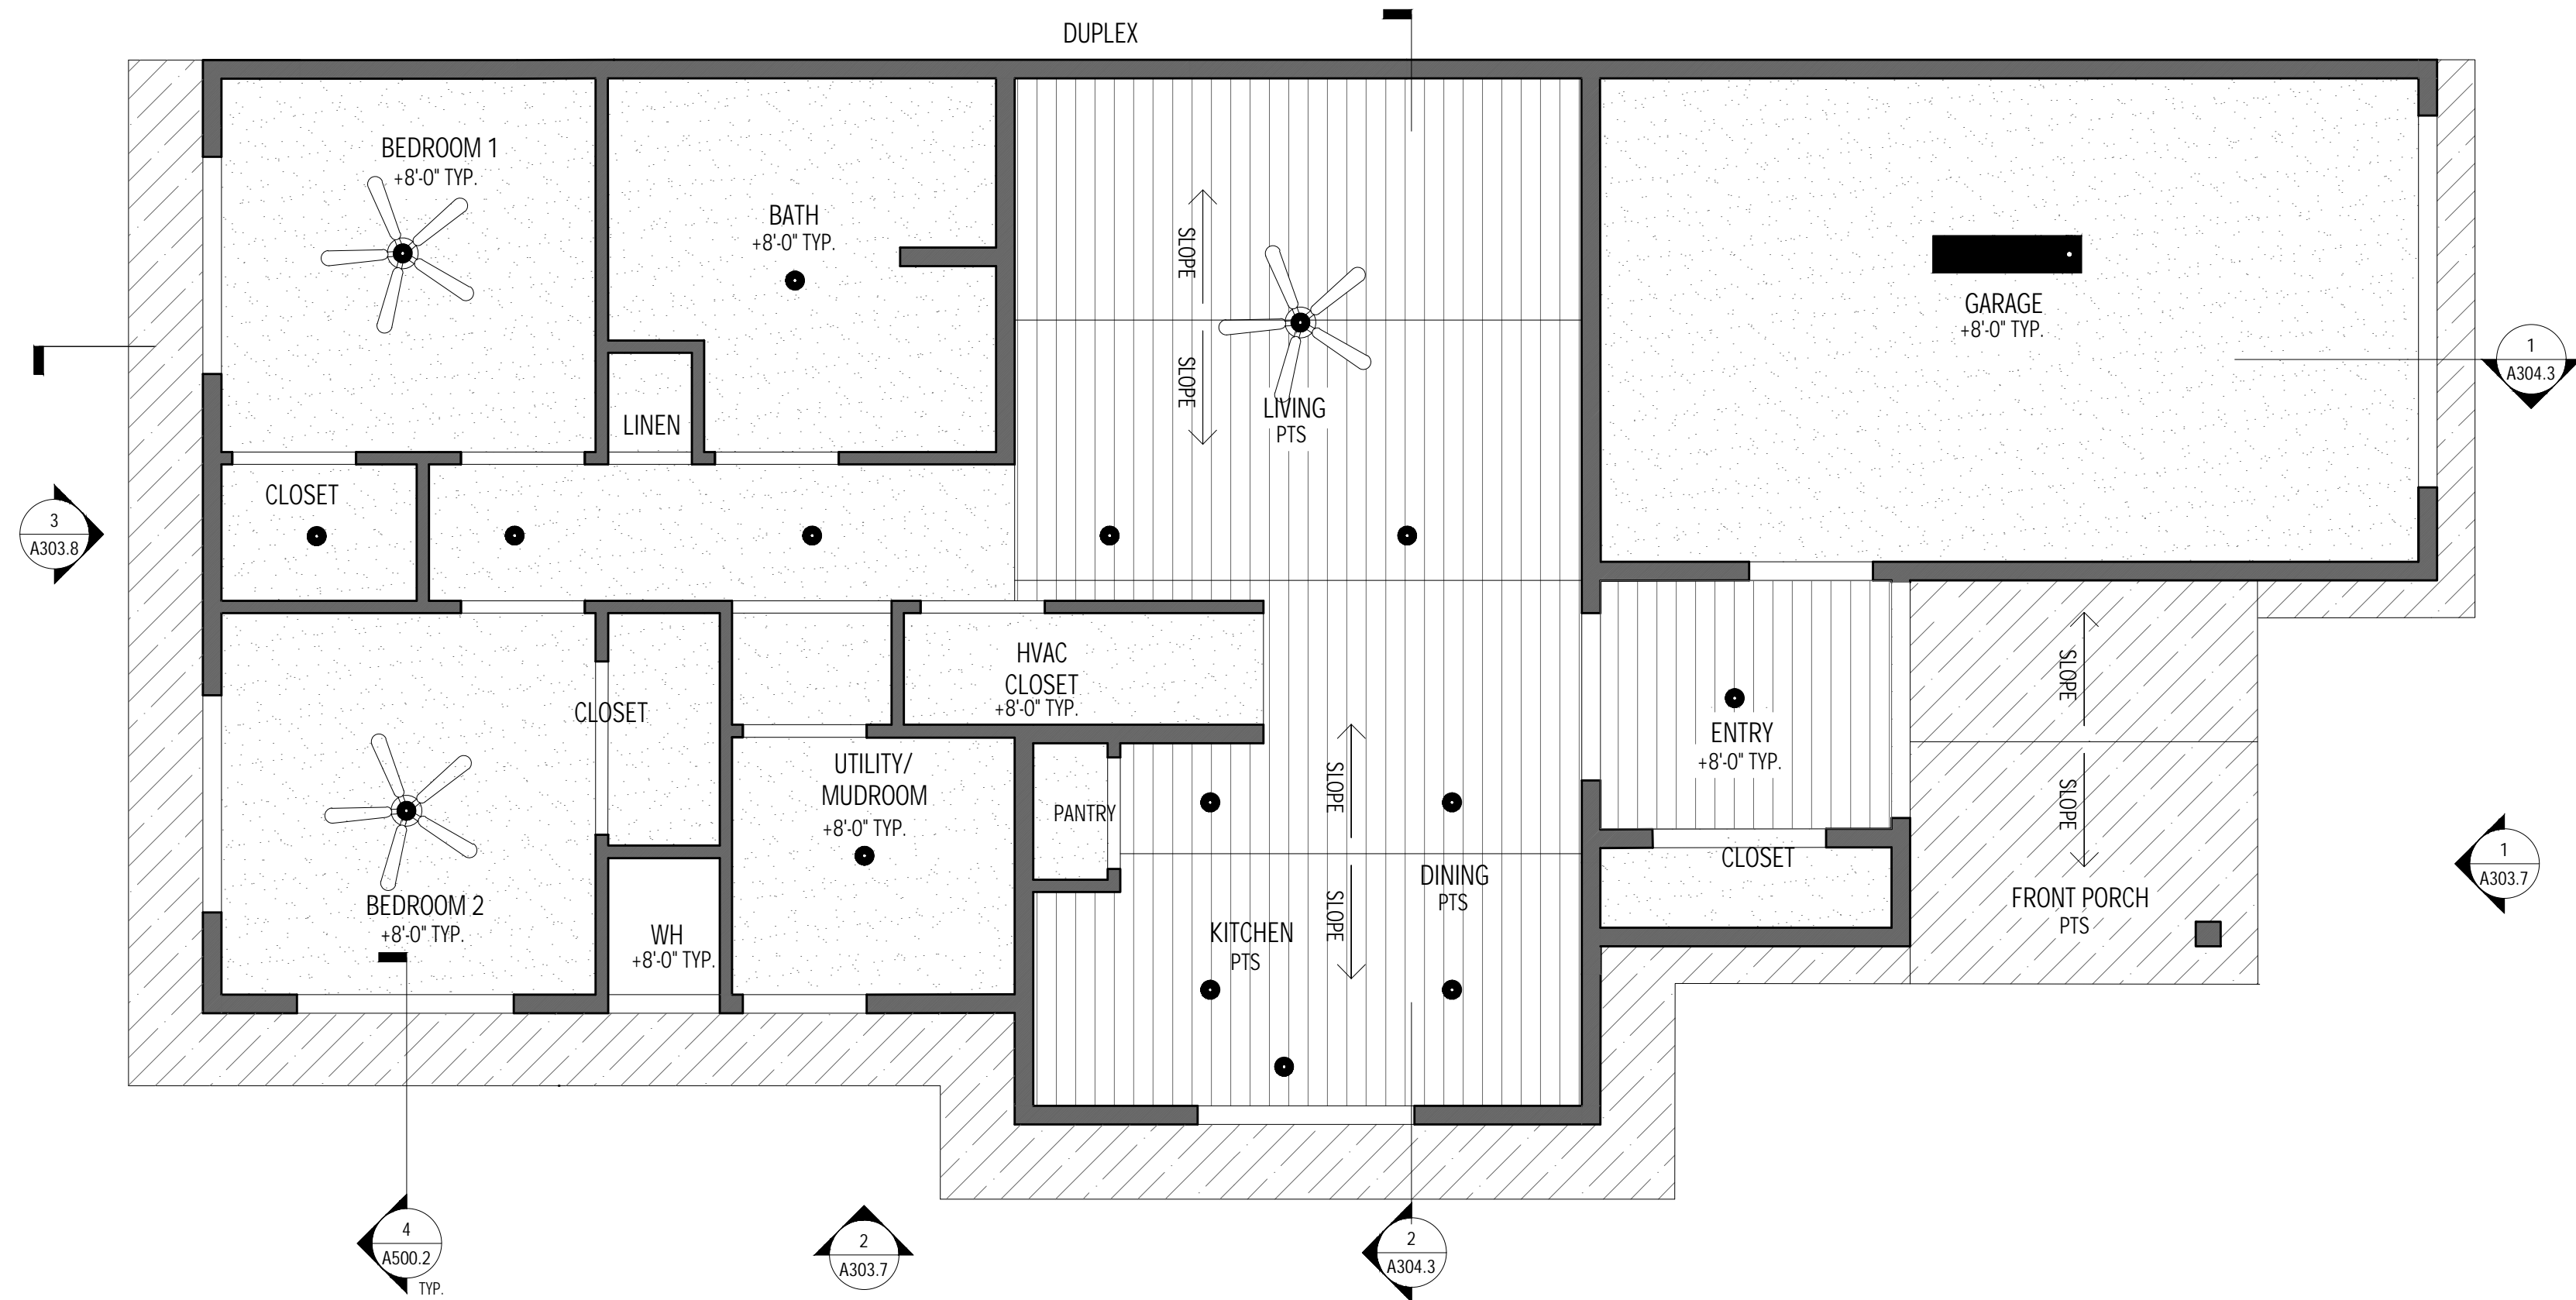 DUPLEX
BEDROOM 1
+8'-0" TYP.
BATH
+8'-0" TYP.
SLOPE
SLOPE
LIVING
PTS
GARAGE
+8'-0" TYP.
1
A304.3
LINEN
CLOSET
3
A303.8
HVAC
CLOSET
+8'-0" TYP.
CLOSET
UTILITY/
MUDROOM
+8'-0" TYP.
PANTRY
SLOPE
SLOPE
ENTRY
+8'-0" TYP.
SLOPE
SLOPE
CLOSET
DINING
PTS
1
A303.7
FRONT PORCH
PTS
BEDROOM 2
+8'-0" TYP.
WH
+8'-0" TYP.
KITCHEN
PTS
4
A500.2
TYP.
2
A303.7
2
A304.3